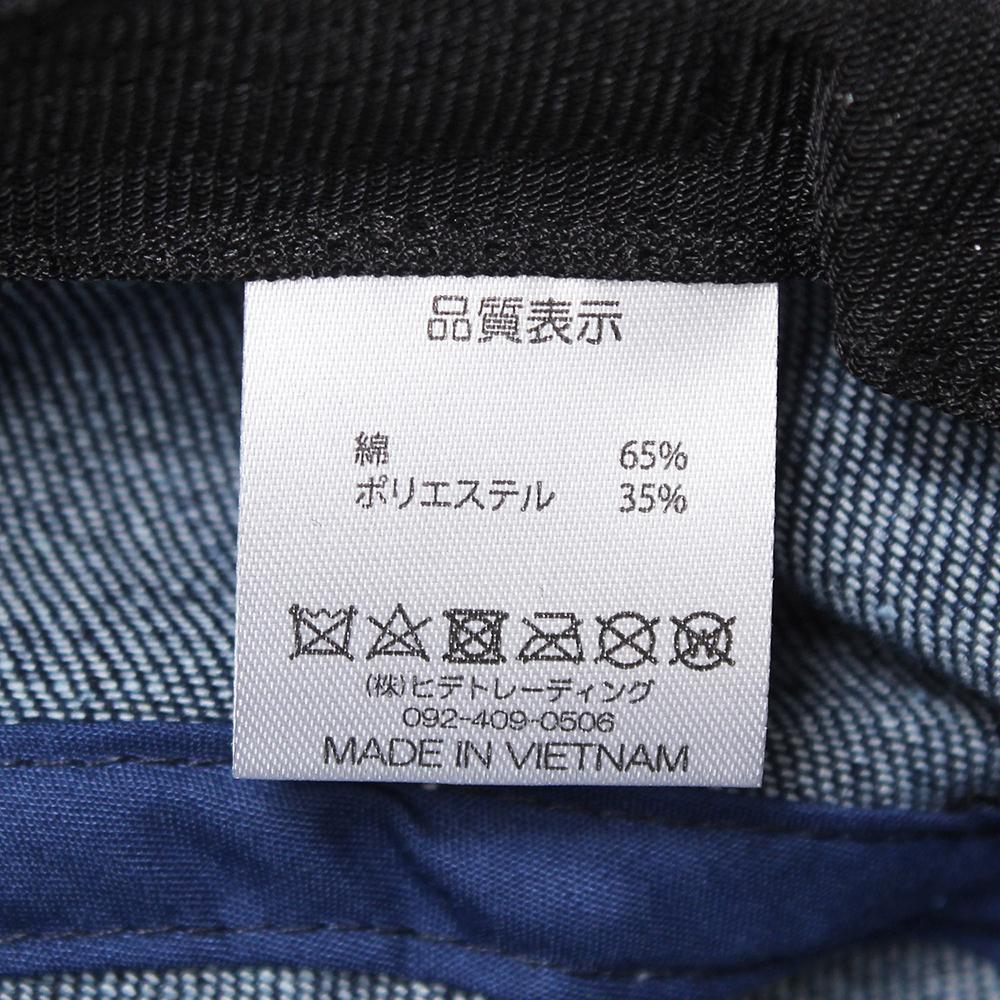 品質表示
綿 65%
ポリエステル 35%
W
(株)ヒデトレーディング
092-409-0506
MADE IN VIETNAM